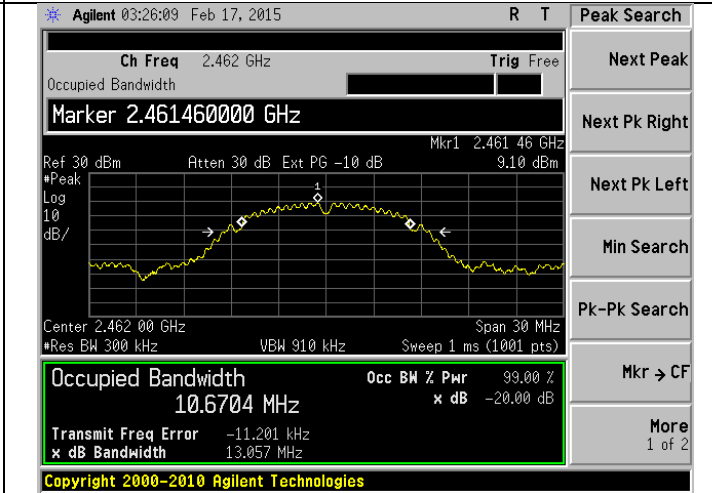 Agilent 03:26:09 Feb 17, 2015 R T
Peak Search
Ch Freq 2.462 GHz Trig Free
Occupied Bandwidth
Marker 2.461460000 GHz
Mkr1 2.461 46 GHz
Ref 30 dBm Atten 30 dB Ext PG -10 dB 9.10 dBm
#Peak
Log
10
dB/
1
Center 2.462 00 GHz Span 30 MHz
#Res BW 300 kHz VBW 910 kHz Sweep 1 ms (1001 pts)
Occupied Bandwidth Occ BW % Pwr 99.00 %
10.6704 MHz x dB -20.00 dB
Transmit Freq Error -11.201 kHz
x dB Bandwidth 13.057 MHz
Copyright 2000-2010 Agilent Technologies
Next Peak
Next Pk Right
Next Pk Left
Min Search
Pk-Pk Search
Mkr → CF
More
1 of 2